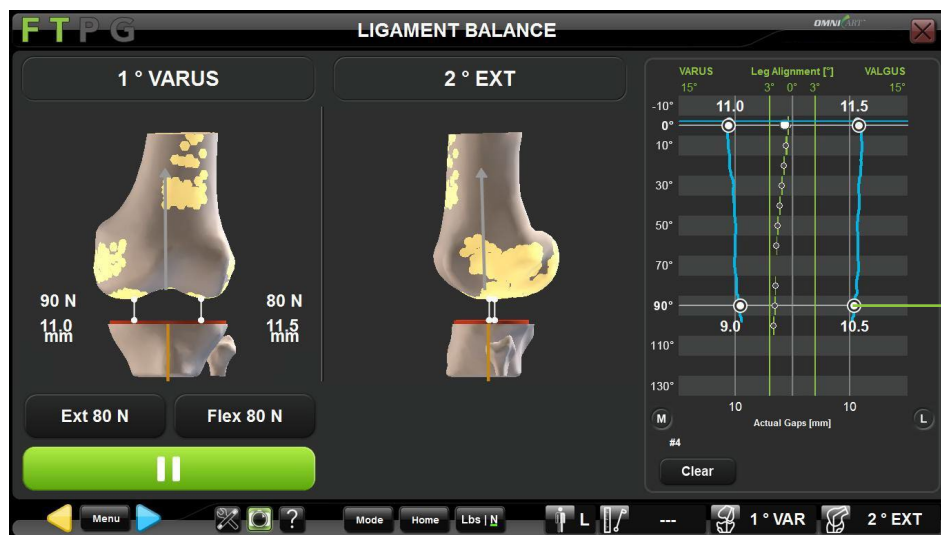 F T P G
LIGAMENT BALANCE
OMNI
1 ° VARUS
2 ° EXT
VARUS Leg Alignment [°] VALGUS
15° 3° 0° 3° 15°
-10°
11.0 11.5
0°
10°
30°
50°
70°
90°
9.0 10.5
110°
130°
10 10
Actual Gaps [mm]
M L
#4
Clear
90 N
11.0
mm
80 N
11.5
mm
Ext 80 N
Flex 80 N
Menu
?
Mode
Home
Lbs | N
L
---
1 ° VAR
2 ° EXT